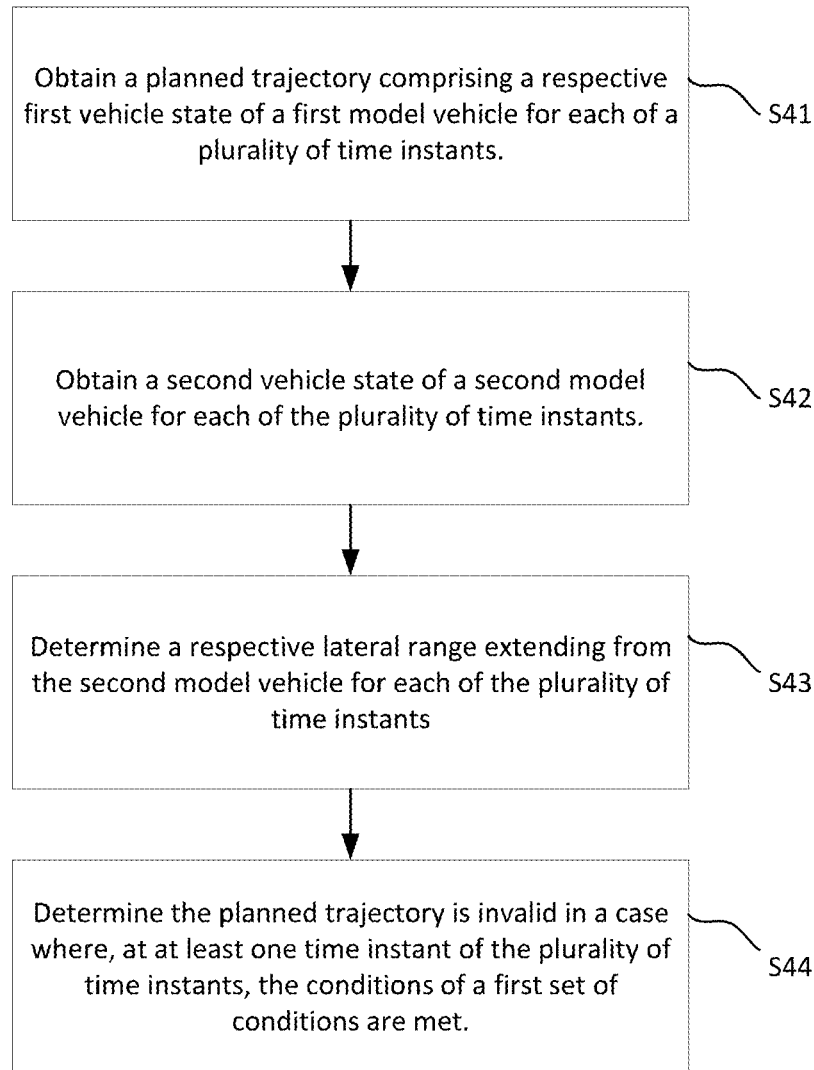 Obtain a planned trajectory comprising a respective
first vehicle state of a first model vehicle for each of a
plurality of time instants.
S41
Obtain a second vehicle state of a second model
vehicle for each of the plurality of time instants.
S42
Determine a respective lateral range extending from
the second model vehicle for each of the plurality of
time instants
S43
Determine the planned trajectory is invalid in a case
where, at at least one time instant of the plurality of
time instants, the conditions of a first set of
conditions are met.
S44